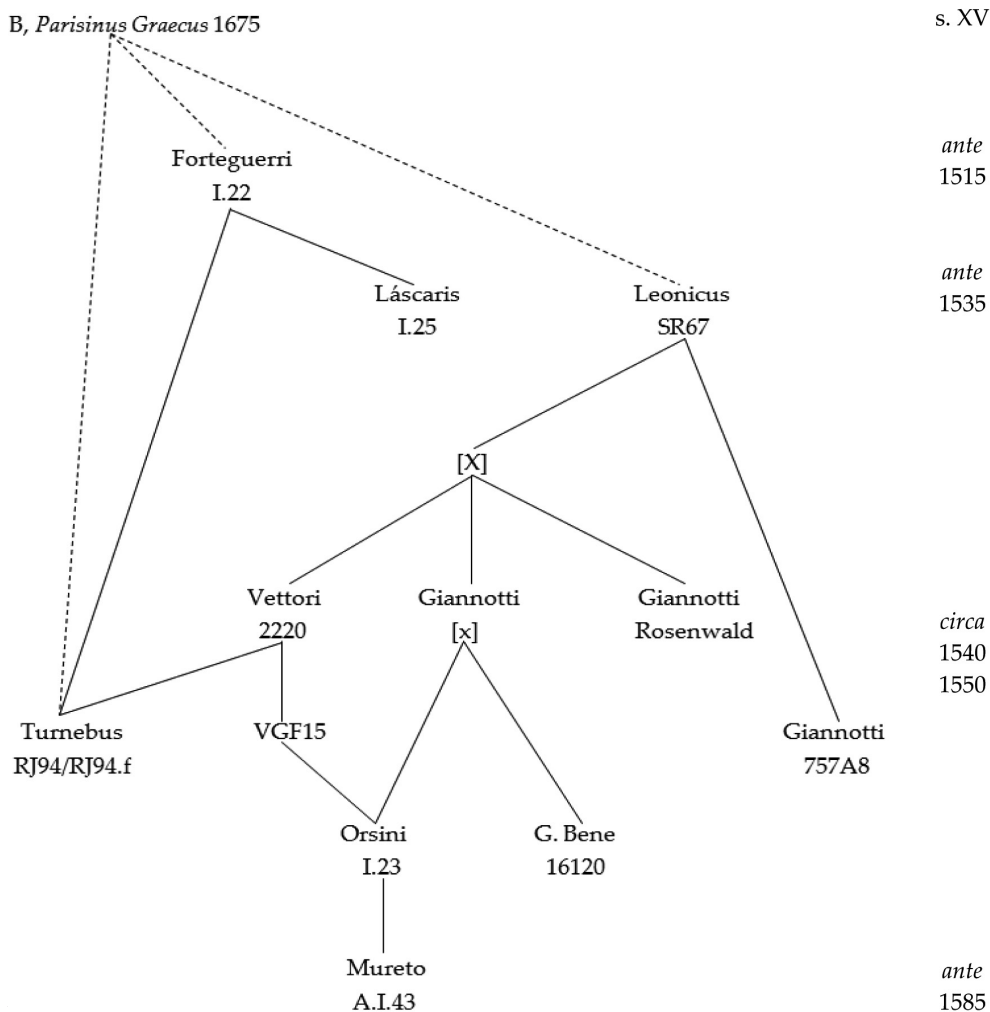 B, Parisinus Graecus 1675
s. XV
Forteguerri
I.22
ante
1515
Láscaris
I.25
Leonicus
SR67
ante
1535
[X]
Vettori
2220
Giannotti
[x]
Giannotti
Rosenwald
circa
1540
1550
Turnebus
RJ94/RJ94.f
VGF15
Giannotti
757A8
Orsini
I.23
G. Bene
16120
Mureto
A.I.43
ante
1585